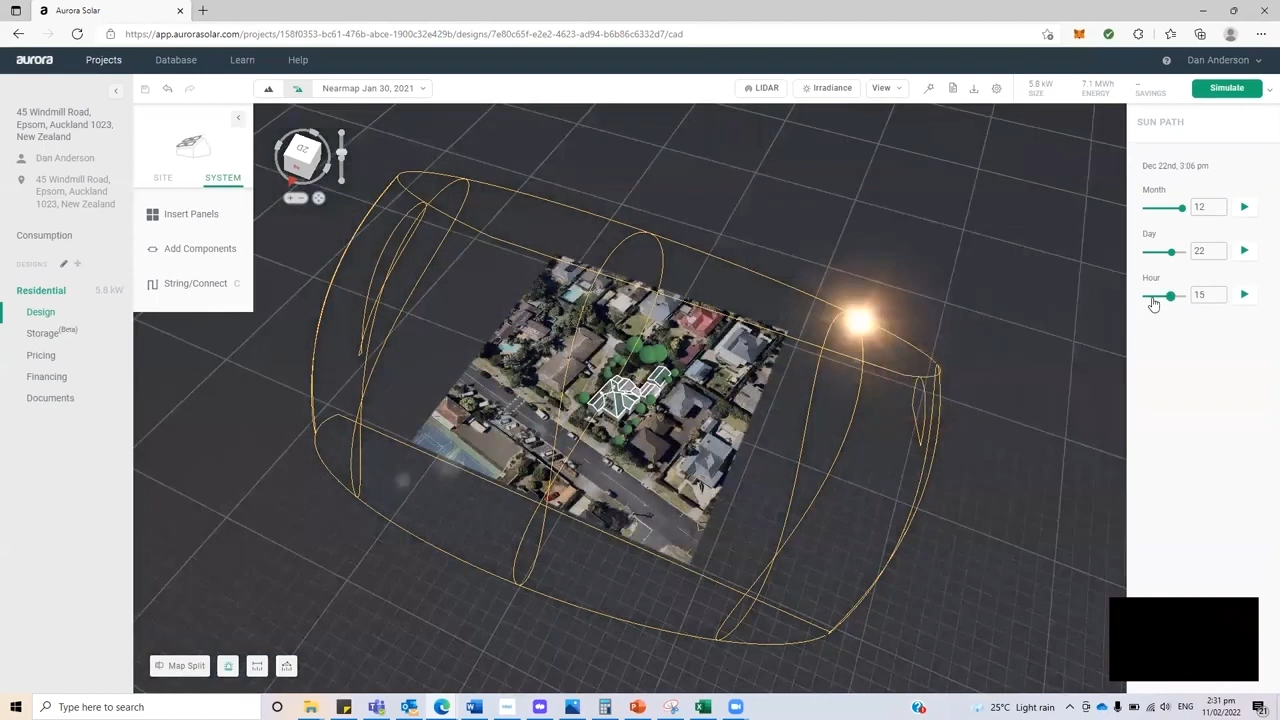 Aurora Solar
https://app.aurorasolar.com/projects/158f0353-bc61-476b-abce-1900c32e429b/designs/7e80c65f-e2e2-4623-ad94-b6b86c6332d7/cad
aurora
Projects
Database
Learn
Help
Dan Anderson
Nearmap Jan 30, 2021
LIDAR
Irradiance
View
5.8 kW
SIZE
7.1 MWh
ENERGY
–
SAVINGS
Simulate
45 Windmill Road,
Epsom, Auckland 1023,
New Zealand
Dan Anderson
45 Windmill Road,
Epsom, Auckland
1023, New Zealand
Consumption
DESIGNS
Residential 5.8 kW
Design
Storage(Beta)
Pricing
Financing
Documents
SITE
SYSTEM
Insert Panels
Add Components
String/Connect C
2D
SUN PATH
Dec 22nd, 3:06 pm
Month
12
Day
22
Hour
15
Map Split
Type here to search
25°C Light rain
ENG
2:31 pm
11/02/2022